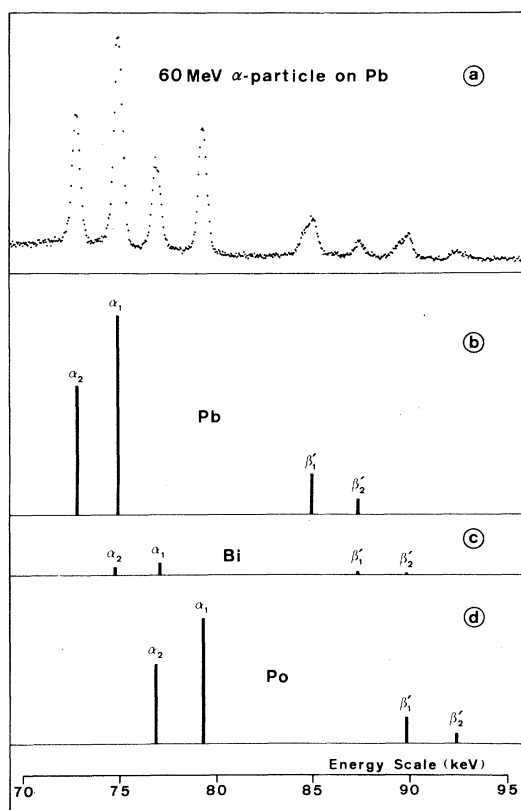 60 MeV α-particle on Pb
ⓐ
ⓑ
α₁
α₂
Pb
β₁′
β₂′
ⓒ
α₂
α₁
Bi
β₁′
β₂′
ⓓ
α₁
α₂
Po
β₁′
β₂′
Energy Scale (keV)
70 75 80 85 90 95